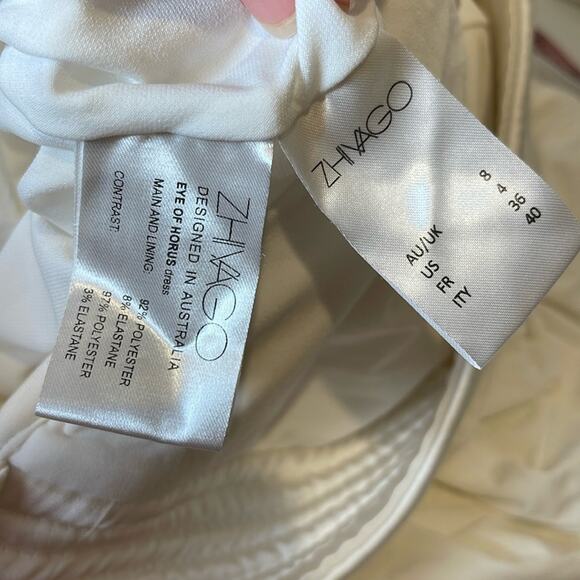 ZHIVAGO
DESIGNED IN AUSTRALIA
EYE OF HORUS dress
MAIN AND LINING: 92% POLYESTER
8% ELASTANE
CONTRAST: 97% POLYESTER
3% ELASTANE
ZHIVAGO
AU/UK 8
US 4
FR 36
ITY 40